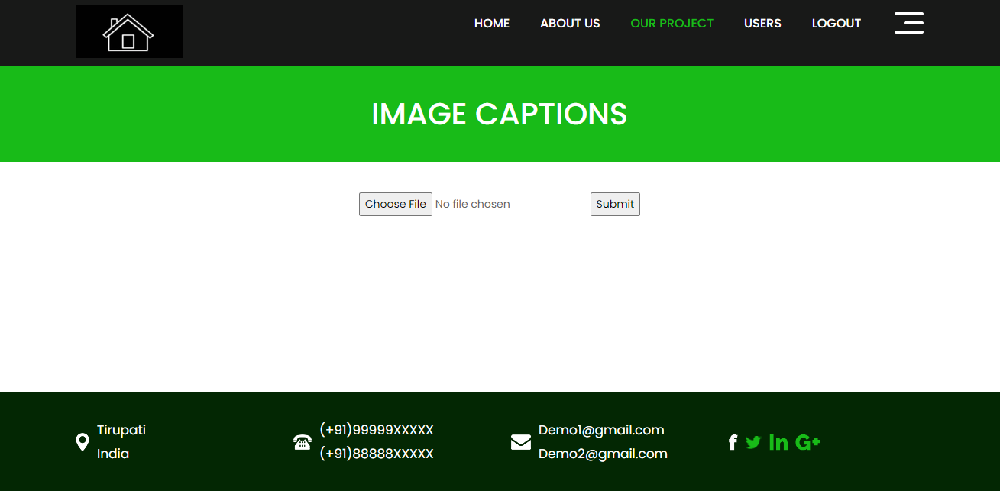 HOME ABOUT US OUR PROJECT USERS LOGOUT
IMAGE CAPTIONS
Choose File No file chosen Submit
Tirupati
India
(+91)99999XXXXX
(+91)88888XXXXX
Demo1@gmail.com
Demo2@gmail.com
f in G+